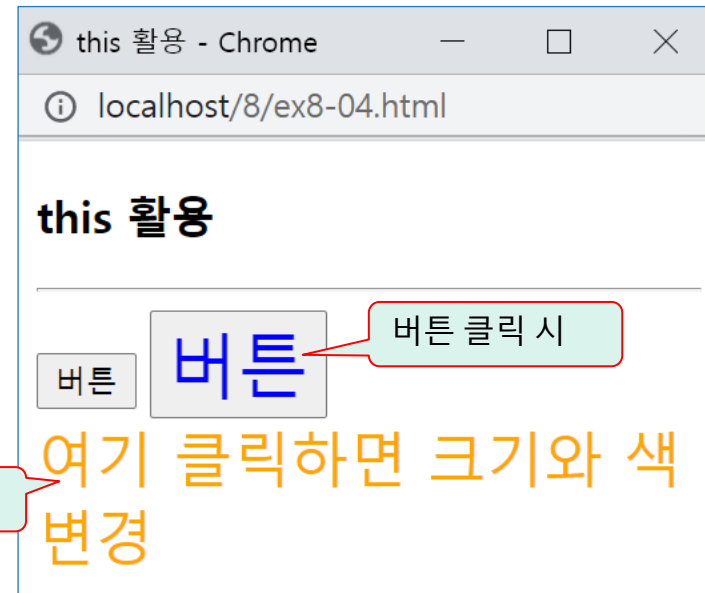 this 활용 - Chrome
localhost/8/ex8-04.html
this 활용
버튼 버튼 버튼 클릭 시
여기 클릭하면 크기와 색
변경